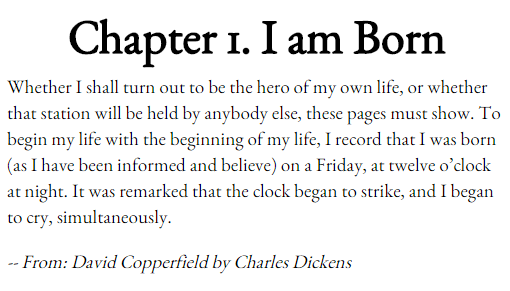 Chapter 1. I am Born
Whether I shall turn out to be the hero of my own life, or whether
that station will be held by anybody else, these pages must show. To
begin my life with the beginning of my life, I record that I was born
(as I have been informed and believe) on a Friday, at twelve o’clock
at night. It was remarked that the clock began to strike, and I began
to cry, simultaneously.
-- From: David Copperfield by Charles Dickens